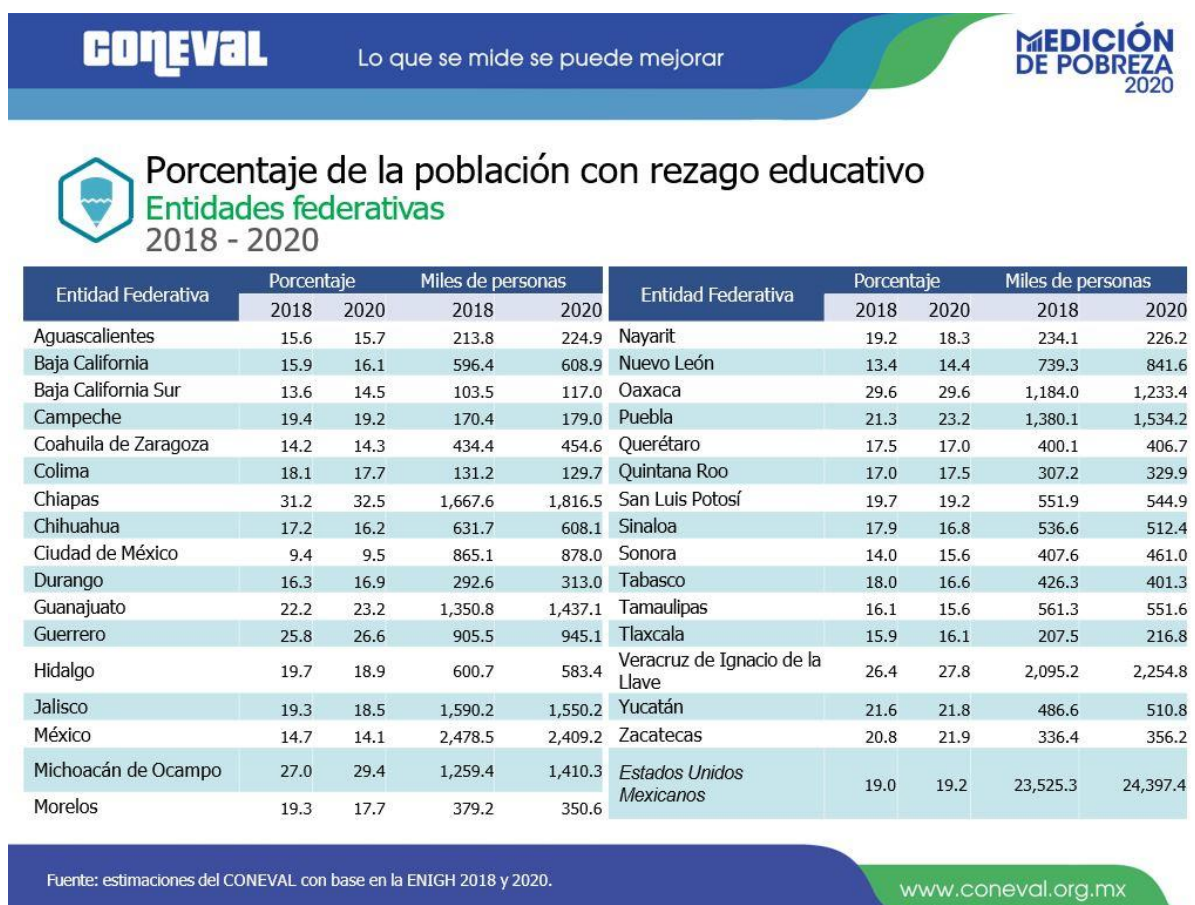 CONEVAL
Lo que se mide se puede mejorar
MEDICIÓN
DE POBREZA
2020
Porcentaje de la población con rezago educativo
Entidades federativas
2018 - 2020
Entidad Federativa Porcentaje Miles de personas Entidad Federativa Porcentaje Miles de personas
2018 2020 2018 2020 2018 2020 2018 2020
Aguascalientes 15.6 15.7 213.8 224.9 Nayarit 19.2 18.3 234.1 226.2
Baja California 15.9 16.1 596.4 608.9 Nuevo León 13.4 14.4 739.3 841.6
Baja California Sur 13.6 14.5 103.5 117.0 Oaxaca 29.6 29.6 1,184.0 1,233.4
Campeche 19.4 19.2 170.4 179.0 Puebla 21.3 23.2 1,380.1 1,534.2
Coahuila de Zaragoza 14.2 14.3 434.4 454.6 Querétaro 17.5 17.0 400.1 406.7
Colima 18.1 17.7 131.2 129.7 Quintana Roo 17.0 17.5 307.2 329.9
Chiapas 31.2 32.5 1,667.6 1,816.5 San Luis Potosí 19.7 19.2 551.9 544.9
Chihuahua 17.2 16.2 631.7 608.1 Sinaloa 17.9 16.8 536.6 512.4
Ciudad de México 9.4 9.5 865.1 878.0 Sonora 14.0 15.6 407.6 461.0
Durango 16.3 16.9 292.6 313.0 Tabasco 18.0 16.6 426.3 401.3
Guanajuato 22.2 23.2 1,350.8 1,437.1 Tamaulipas 16.1 15.6 561.3 551.6
Guerrero 25.8 26.6 905.5 945.1 Tlaxcala 15.9 16.1 207.5 216.8
Hidalgo 19.7 18.9 600.7 583.4 Veracruz de Ignacio de la
Llave 26.4 27.8 2,095.2 2,254.8
Jalisco 19.3 18.5 1,590.2 1,550.2 Yucatán 21.6 21.8 486.6 510.8
México 14.7 14.1 2,478.5 2,409.2 Zacatecas 20.8 21.9 336.4 356.2
Michoacán de Ocampo 27.0 29.4 1,259.4 1,410.3 Estados Unidos
Mexicanos 19.0 19.2 23,525.3 24,397.4
Morelos 19.3 17.7 379.2 350.6
Fuente: estimaciones del CONEVAL con base en la ENIGH 2018 y 2020.
www.coneval.org.mx